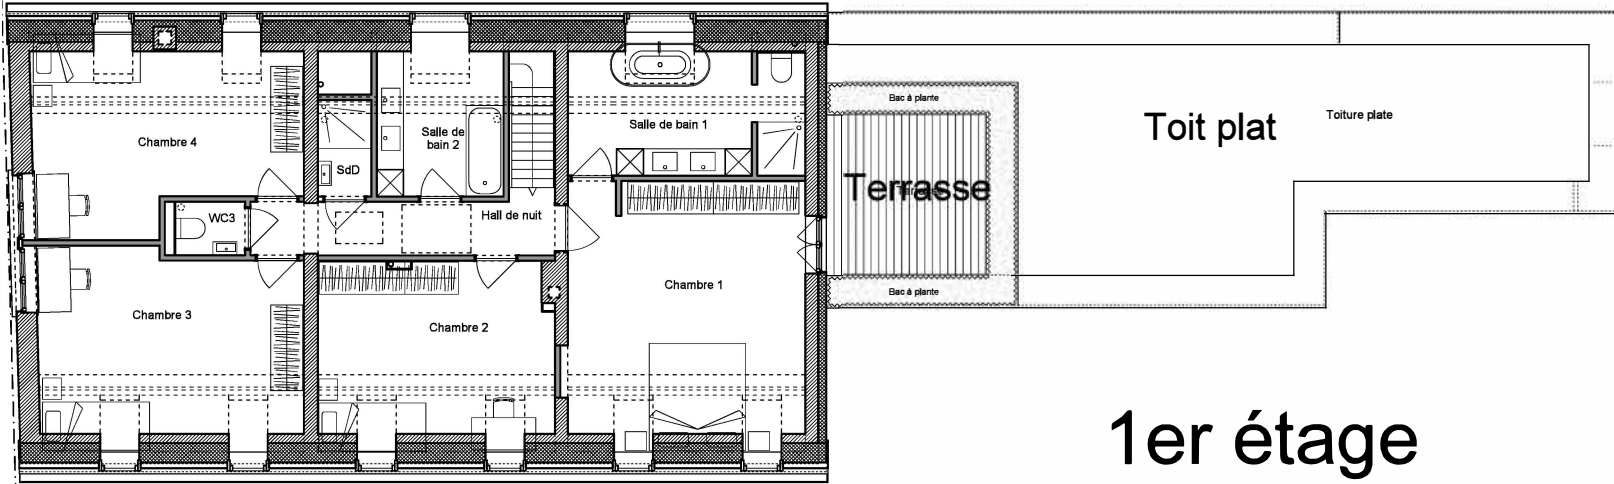 Bac à plante
Toit plat
Toiture plate
Salle de bain 1
Salle de
bain 2
Chambre 4
SdD
Terrasse
WC3
Hall de nuit
Chambre 1
Bac à plante
Chambre 3
Chambre 2
1er étage